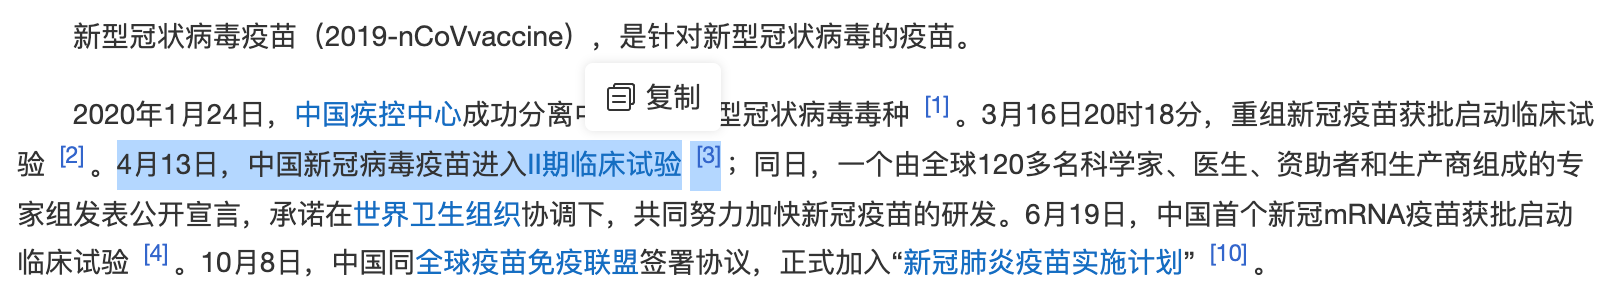 新型冠状病毒疫苗（2019-nCoVvaccine），是针对新型冠状病毒的疫苗。
复制
2020年1月24日，中国疾控中心成功分离 型冠状病毒毒种 [1] 。3月16日20时18分，重组新冠疫苗获批启动临床试
验 [2] 。4月13日，中国新冠病毒疫苗进入II期临床试验 [3] ；同日，一个由全球120多名科学家、医生、资助者和生产商组成的专
家组发表公开宣言，承诺在世界卫生组织协调下，共同努力加快新冠疫苗的研发。6月19日，中国首个新冠mRNA疫苗获批启动
临床试验 [4] 。10月8日，中国同全球疫苗免疫联盟签署协议，正式加入“新冠肺炎疫苗实施计划” [10] 。